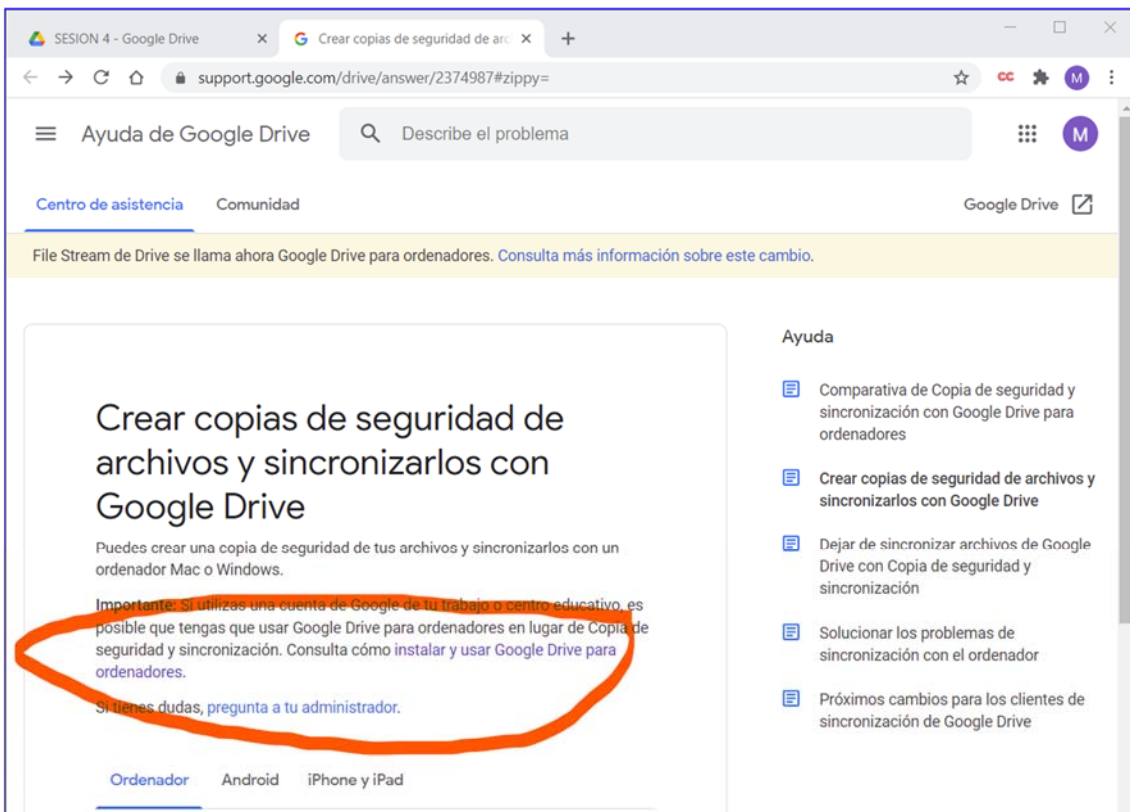 SESION 4 - Google Drive
Crear copias de seguridad de arc
support.google.com/drive/answer/2374987#zippy=
cc
M
Ayuda de Google Drive
Describe el problema
M
Centro de asistencia
Comunidad
Google Drive
File Stream de Drive se llama ahora Google Drive para ordenadores. Consulta más información sobre este cambio.
Crear copias de seguridad de
archivos y sincronizarlos con
Google Drive
Puedes crear una copia de seguridad de tus archivos y sincronizarlos con un
ordenador Mac o Windows.
Importante: Si utilizas una cuenta de Google de tu trabajo o centro educativo, es
posible que tengas que usar Google Drive para ordenadores en lugar de Copia de
seguridad y sincronización. Consulta cómo instalar y usar Google Drive para
ordenadores.
Si tienes dudas, pregunta a tu administrador.
Ordenador
Android
iPhone y iPad
Ayuda
Comparativa de Copia de seguridad y
sincronización con Google Drive para
ordenadores
Crear copias de seguridad de archivos y
sincronizarlos con Google Drive
Dejar de sincronizar archivos de Google
Drive con Copia de seguridad y
sincronización
Solucionar los problemas de
sincronización con el ordenador
Próximos cambios para los clientes de
sincronización de Google Drive